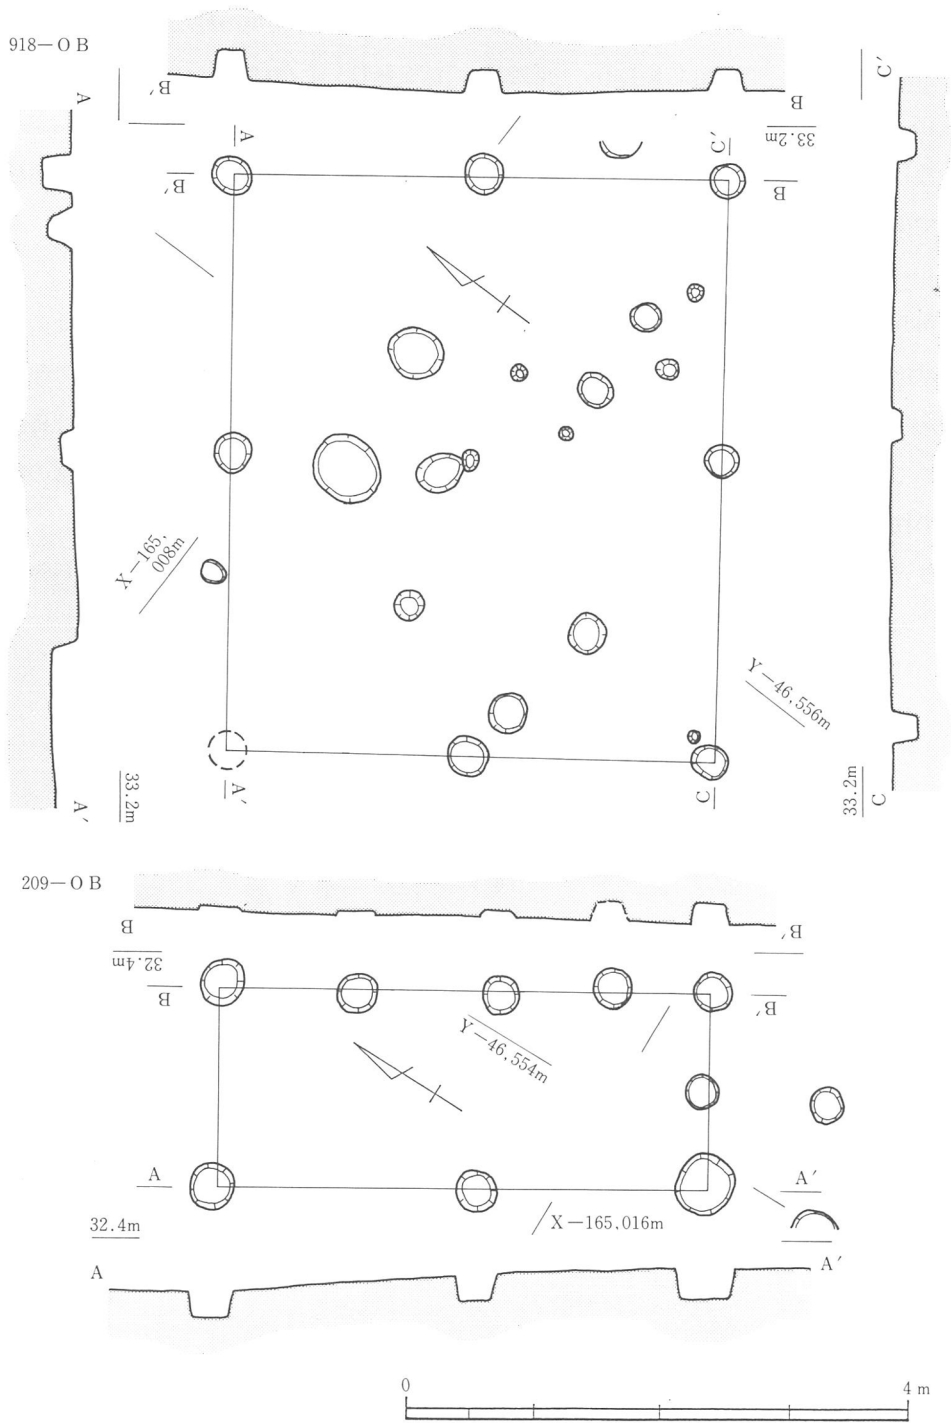 918—OB
A
B′
B
C′
33.2m
A
C′
B′
B
X—165,
008m
Y—46,556m
33.2m
A′
A′
C
33.2m
C
209—OB
B
B′
32.4m
B
B′
Y—46,554m
A
A′
32.4m
X—165,016m
A
A′
0
4m